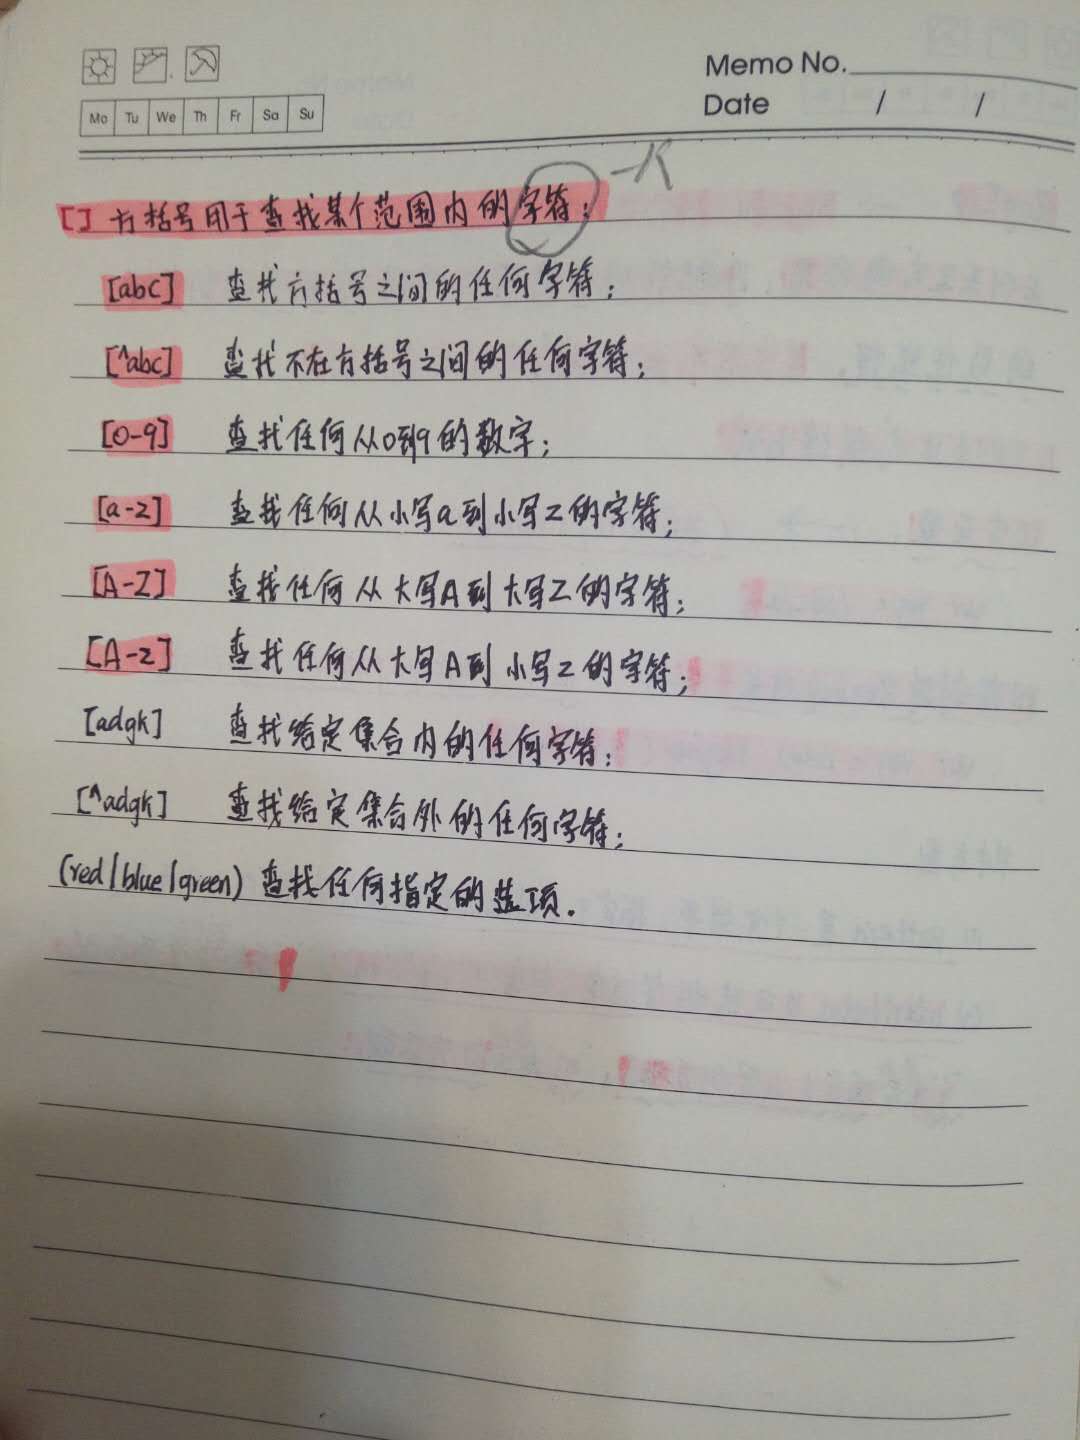 Memo No.
Date / /
Mo Tu We Th Fr Sa Su
[] 方括号用于查找某个范围内的字符;
[abc] 查找方括号之间的任何字符;
[^abc] 查找不在方括号之间的任何字符;
[0-9] 查找任何从0到9的数字;
[a-z] 查找任何从小写a到小写z的字符;
[A-Z] 查找任何从大写A到大写Z的字符;
[A-z] 查找任何从大写A到小写z的字符;
[adgk] 查找给定集合内的任何字符;
[^adgk] 查找给定集合外的任何字符;
(red|blue|green) 查找任何指定的选项.